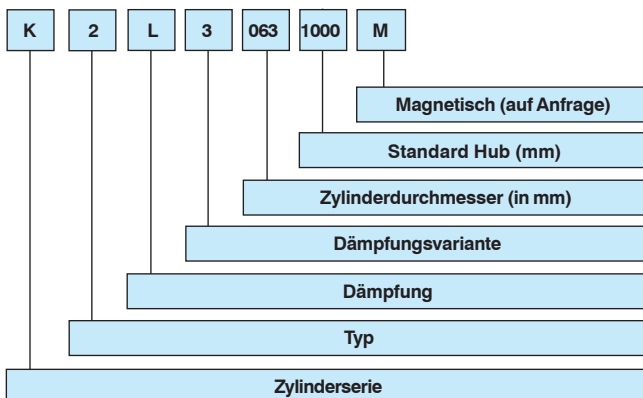 K 2 L 3 063 1000 M
Magnetisch (auf Anfrage)
Standard Hub (mm)
Zylinderdurchmesser (in mm)
Dämpfungsvariante
Dämpfung
Typ
Zylinderserie